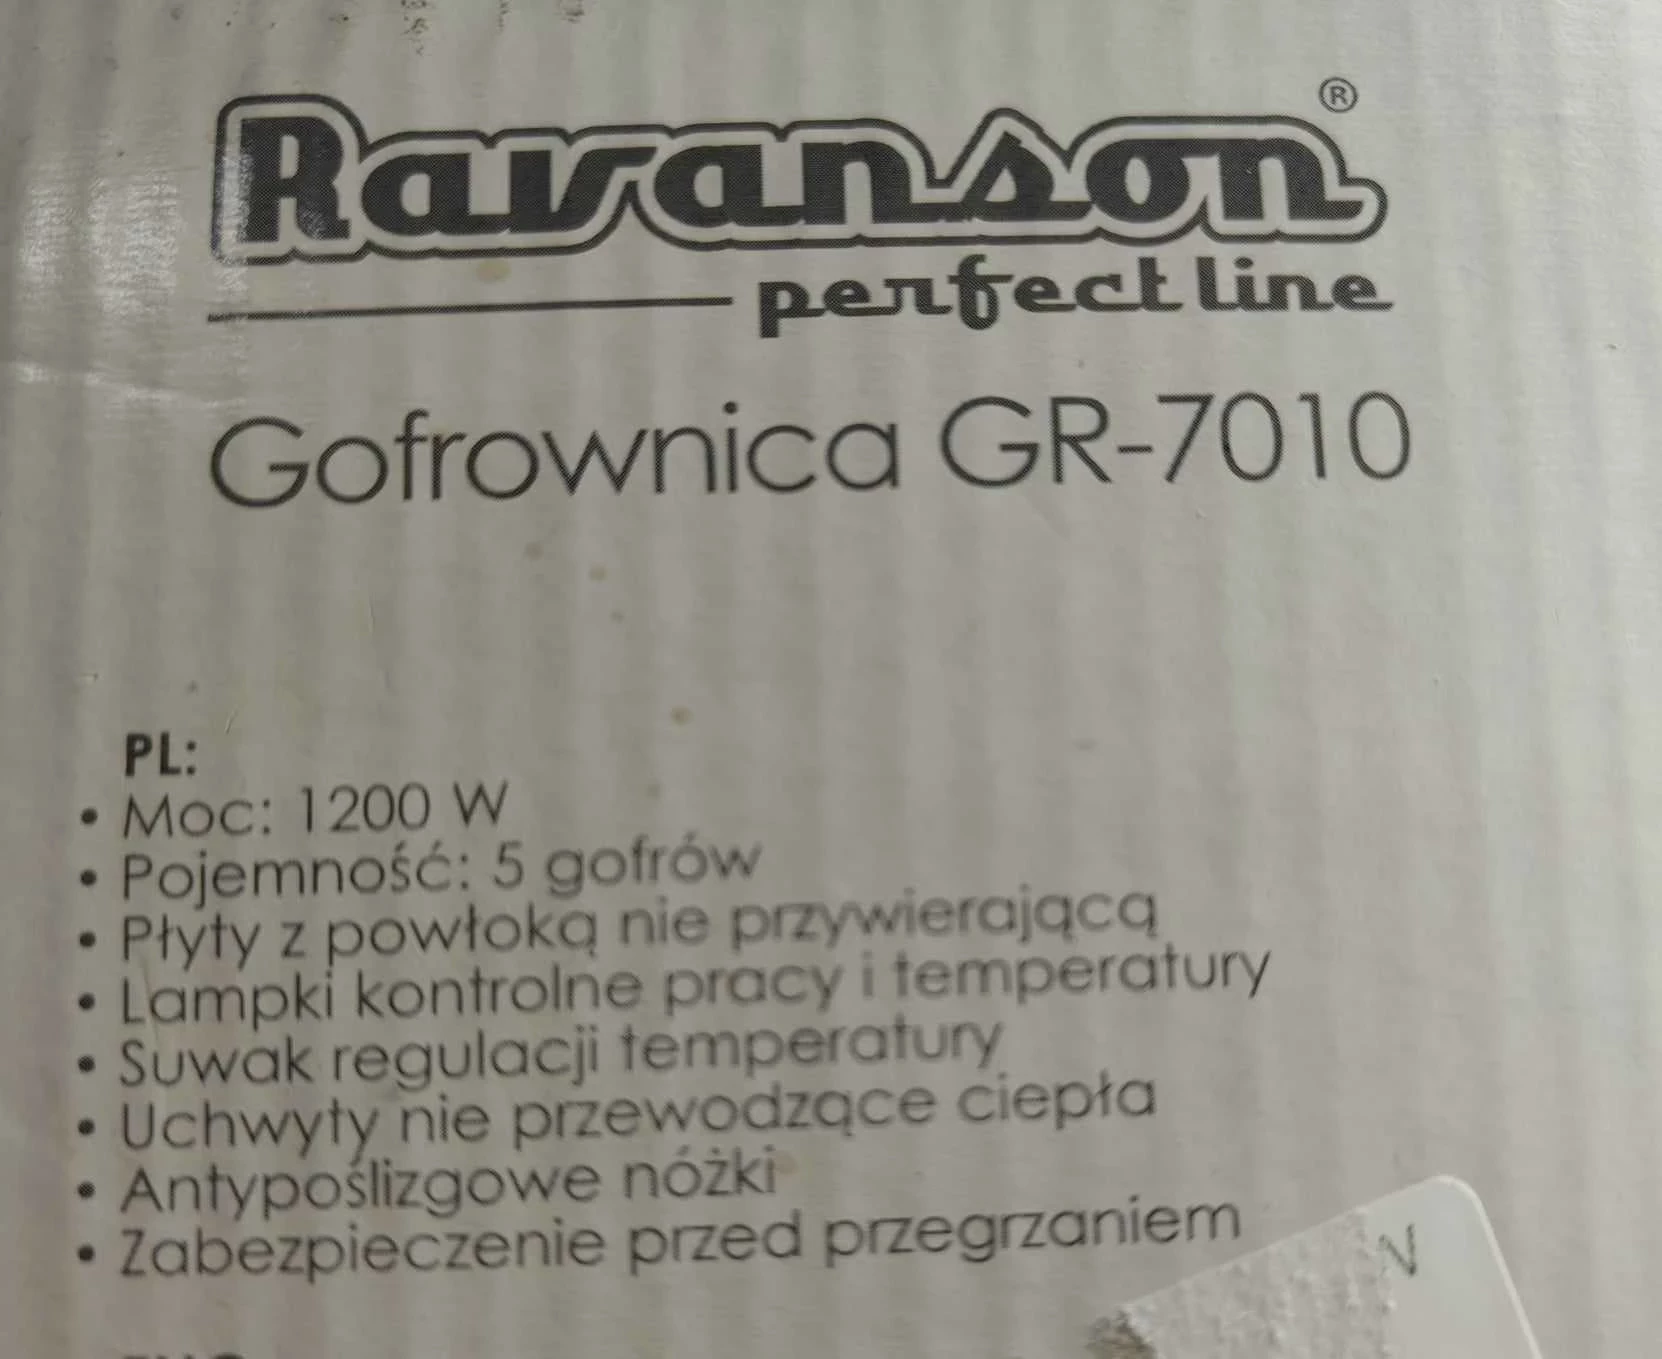 Ravanson®
perfect line
Gofrownica GR-7010
PL:
• Moc: 1200 W
• Pojemność: 5 gofrów
• Płyty z powłoką nie przywierającą
• Lampki kontrolne pracy i temperatury
• Suwak regulacji temperatury
• Uchwyty nie przewodzące ciepła
• Antypoślizgowe nóżki
• Zabezpieczenie przed przegrzaniem
N